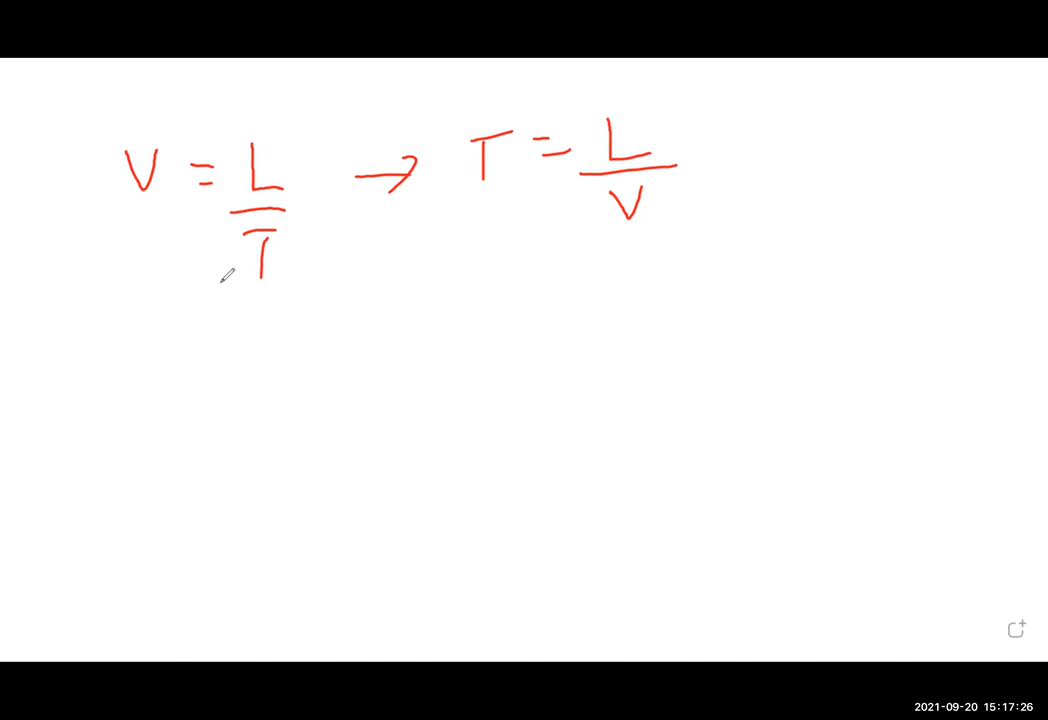 V = L/T → T = L/V
2021-09-20 15:17:26